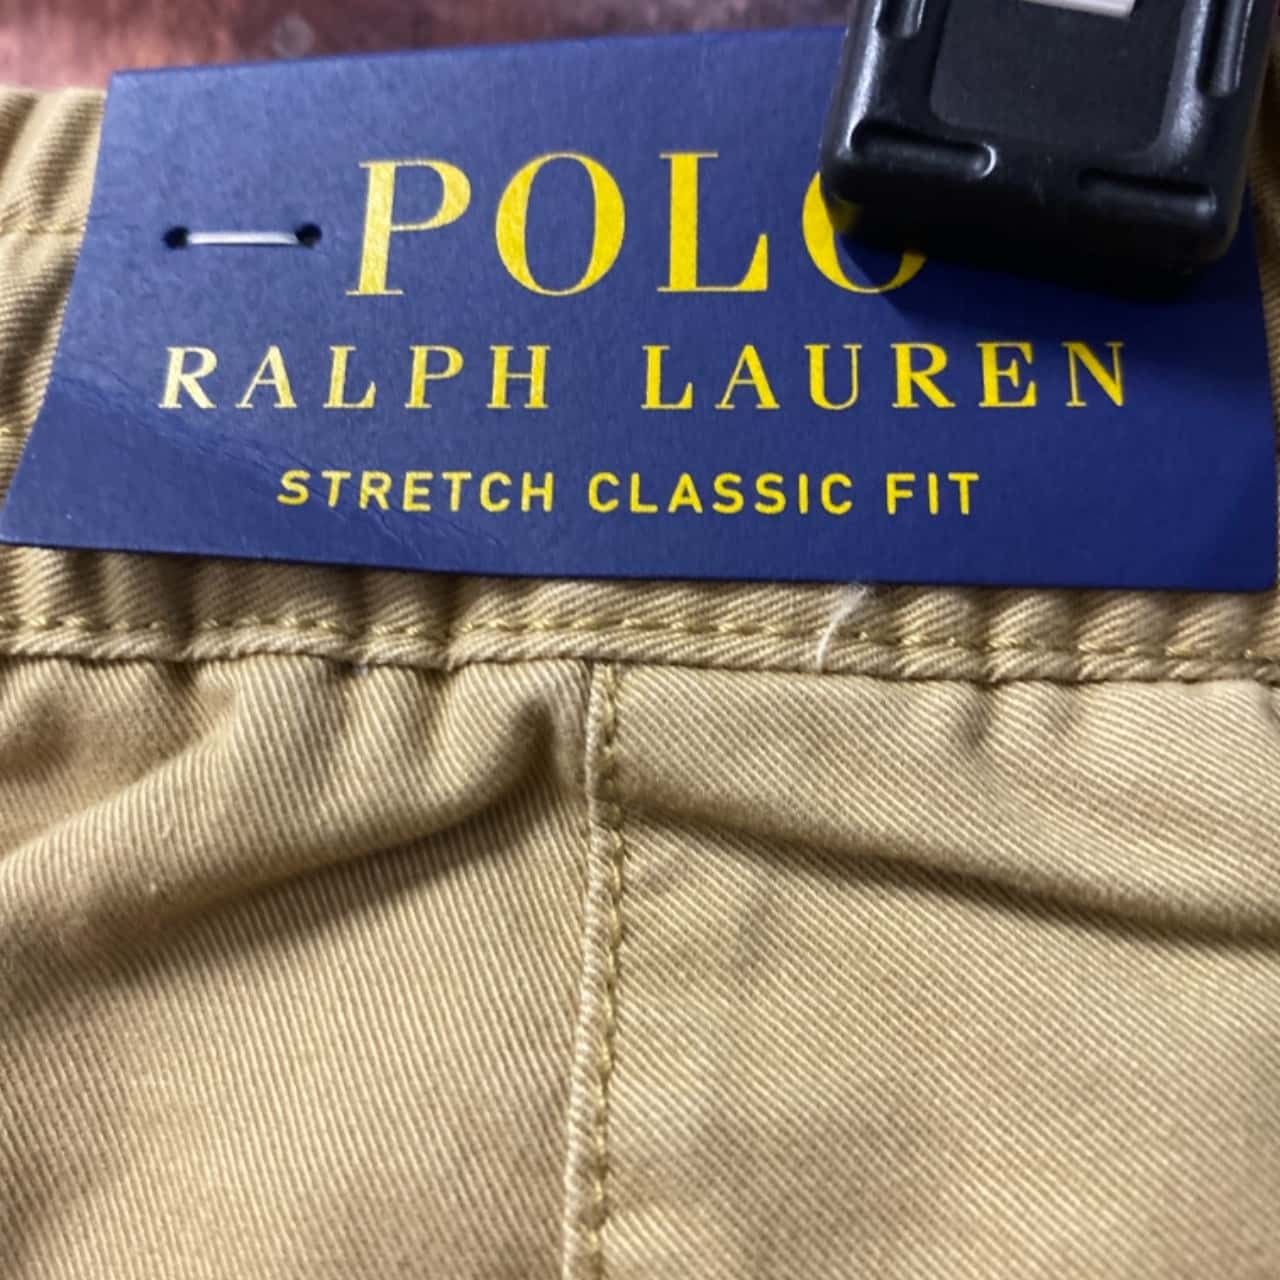 POLO
RALPH LAUREN
STRETCH CLASSIC FIT